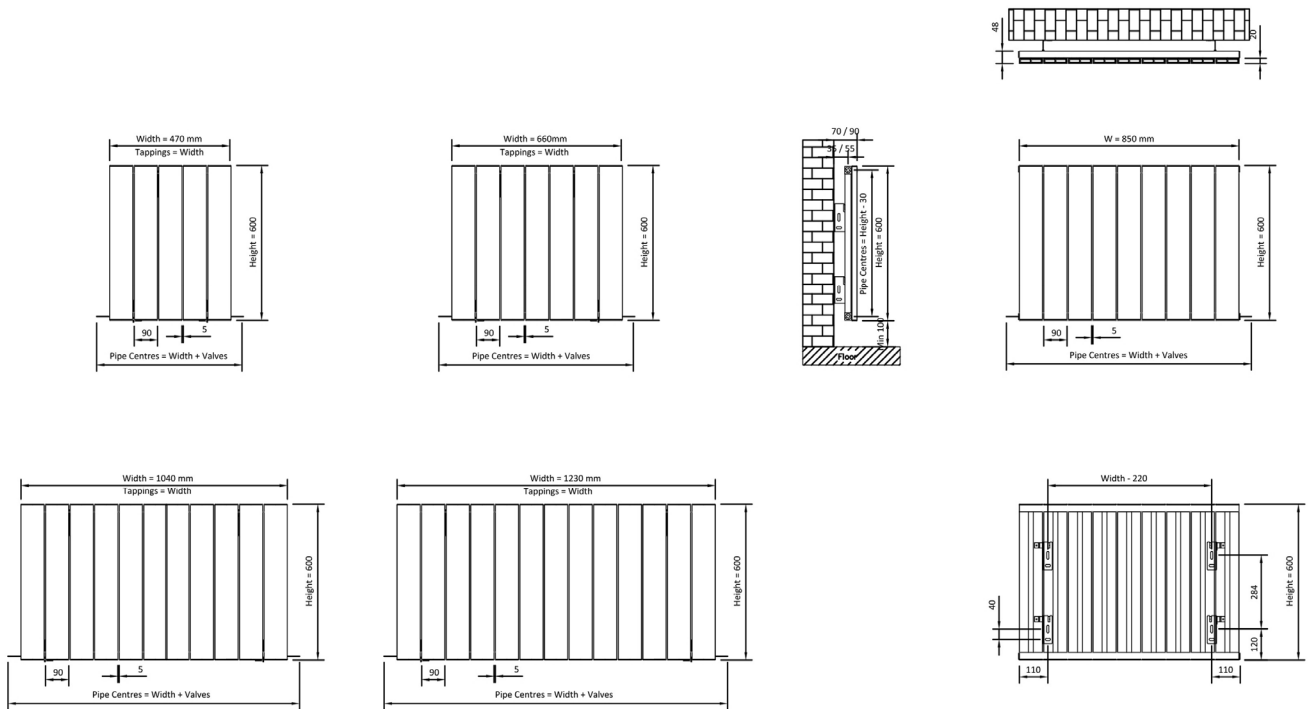 48
20
Width = 470 mm
Tappings = Width
Height = 600
90
5
Pipe Centres = Width + Valves
Width = 660mm
Tappings = Width
Height = 600
90
5
Pipe Centres = Width + Valves
70 / 90
35 / 55
Pipe Centres = Height - 30
Height = 600
Min 100
Floor
W = 850 mm
Height = 600
90
5
Pipe Centres = Width + Valves
Width = 1040 mm
Tappings = Width
Height = 600
90
5
Pipe Centres = Width + Valves
Width = 1230 mm
Tappings = Width
Height = 600
90
5
Pipe Centres = Width + Valves
Width - 220
Height = 600
284
40
120
110
110